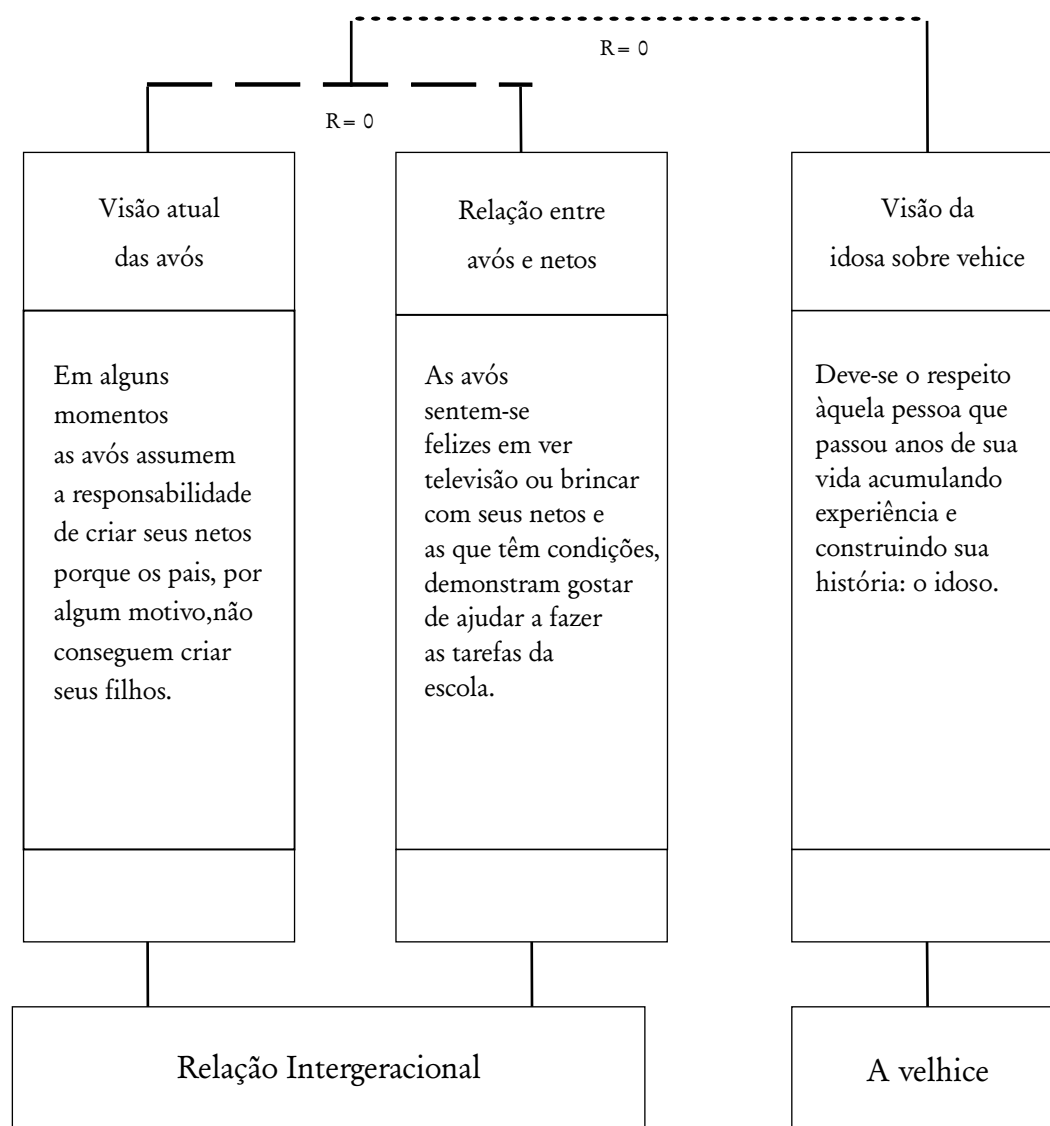 R= 0
R= 0
Visão atual
das avós
Em alguns
momentos
as avós assumem
a responsabilidade
de criar seus netos
porque os pais, por
algum motivo,não
conseguem criar
seus filhos.
Relação entre
avós e netos
As avós
sentem-se
felizes em ver
televisão ou brincar
com seus netos e
as que têm condições,
demonstram gostar
de ajudar a fazer
as tarefas da
escola.
Visão da
idosa sobre vehice
Deve-se o respeito
àquela pessoa que
passou anos de sua
vida acumulando
experiência e
construindo sua
história: o idoso.
Relação Intergeracional
A velhice